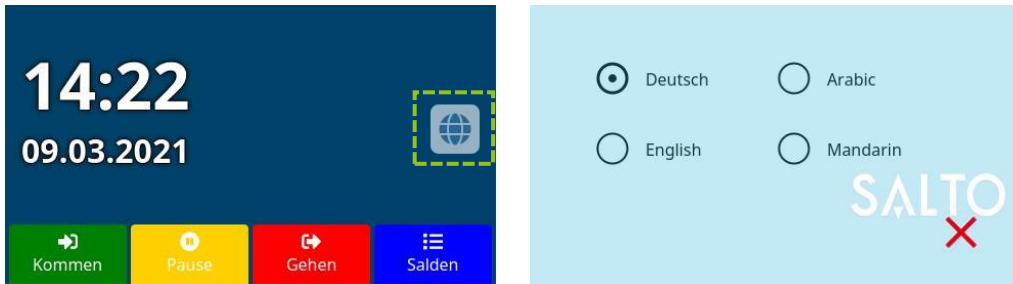 14:22
09.03.2021
Kommen Pause Gehen Salden
Deutsch Arabic
English Mandarin
SALTO